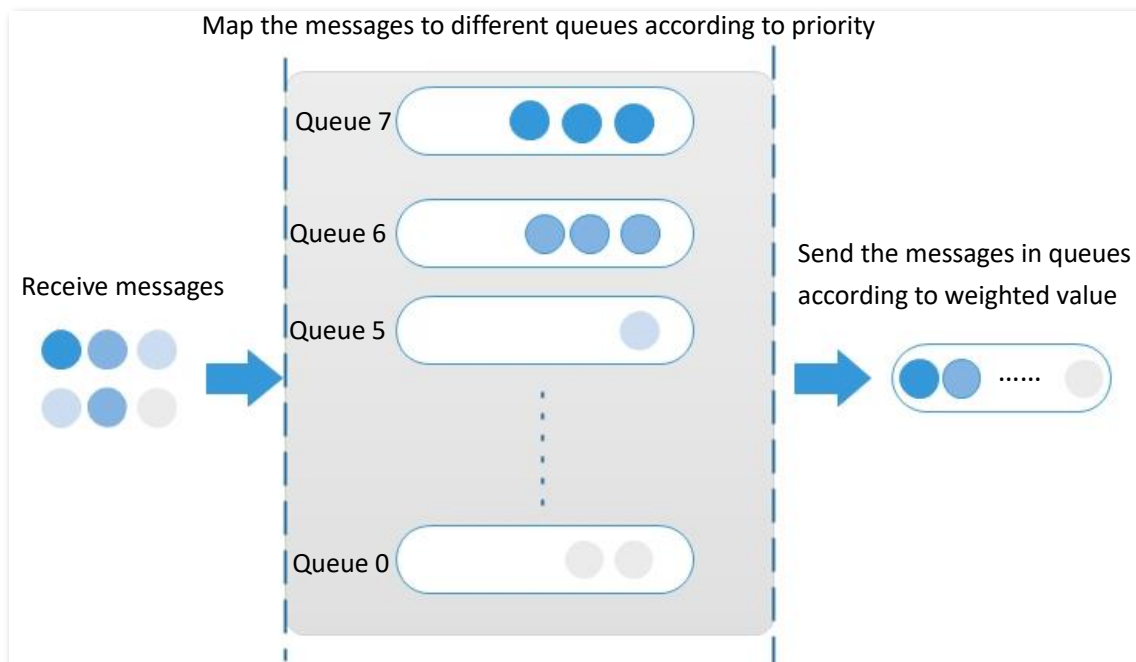 Map the messages to different queues according to priority
Queue 7
Queue 6
Queue 5
Queue 0
Receive messages
Send the messages in queues
according to weighted value
......